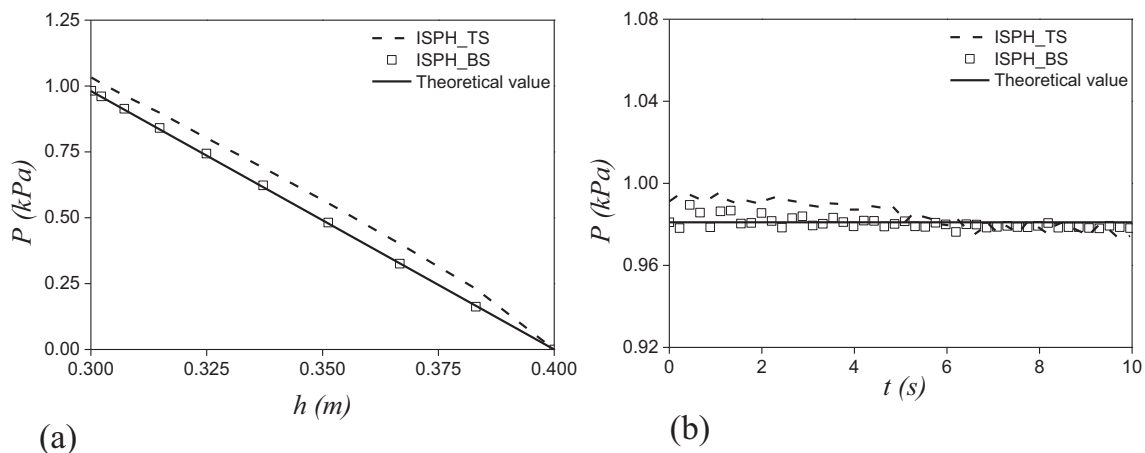 1.25
1.00
0.75
0.50
0.25
0.00
P (kPa)
ISPH_TS
ISPH_BS
Theoretical value
0.300
0.325
0.350
0.375
0.400
h (m)
(a)
1.08
1.04
1.00
0.96
0.92
P (kPa)
ISPH_TS
ISPH_BS
Theoretical value
0
2
4
6
8
10
t (s)
(b)